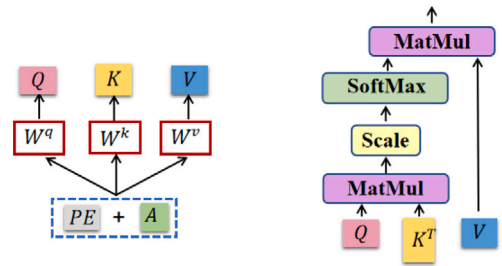 Q K V
W^q W^k W^v
PE + A
MatMul
SoftMax
Scale
MatMul
Q K^T V